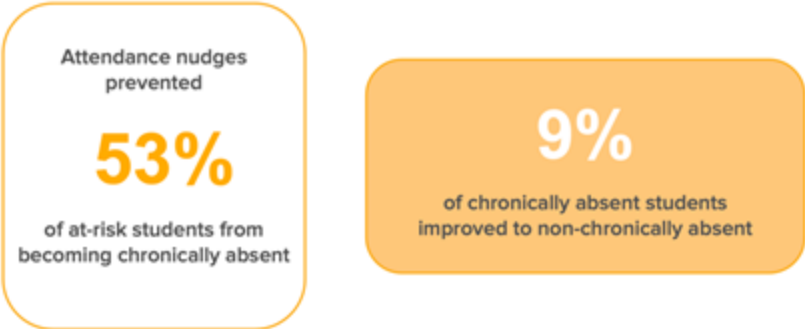 Attendance nudges
prevented
53%
of at-risk students from
becoming chronically absent
9%
of chronically absent students
improved to non-chronically absent